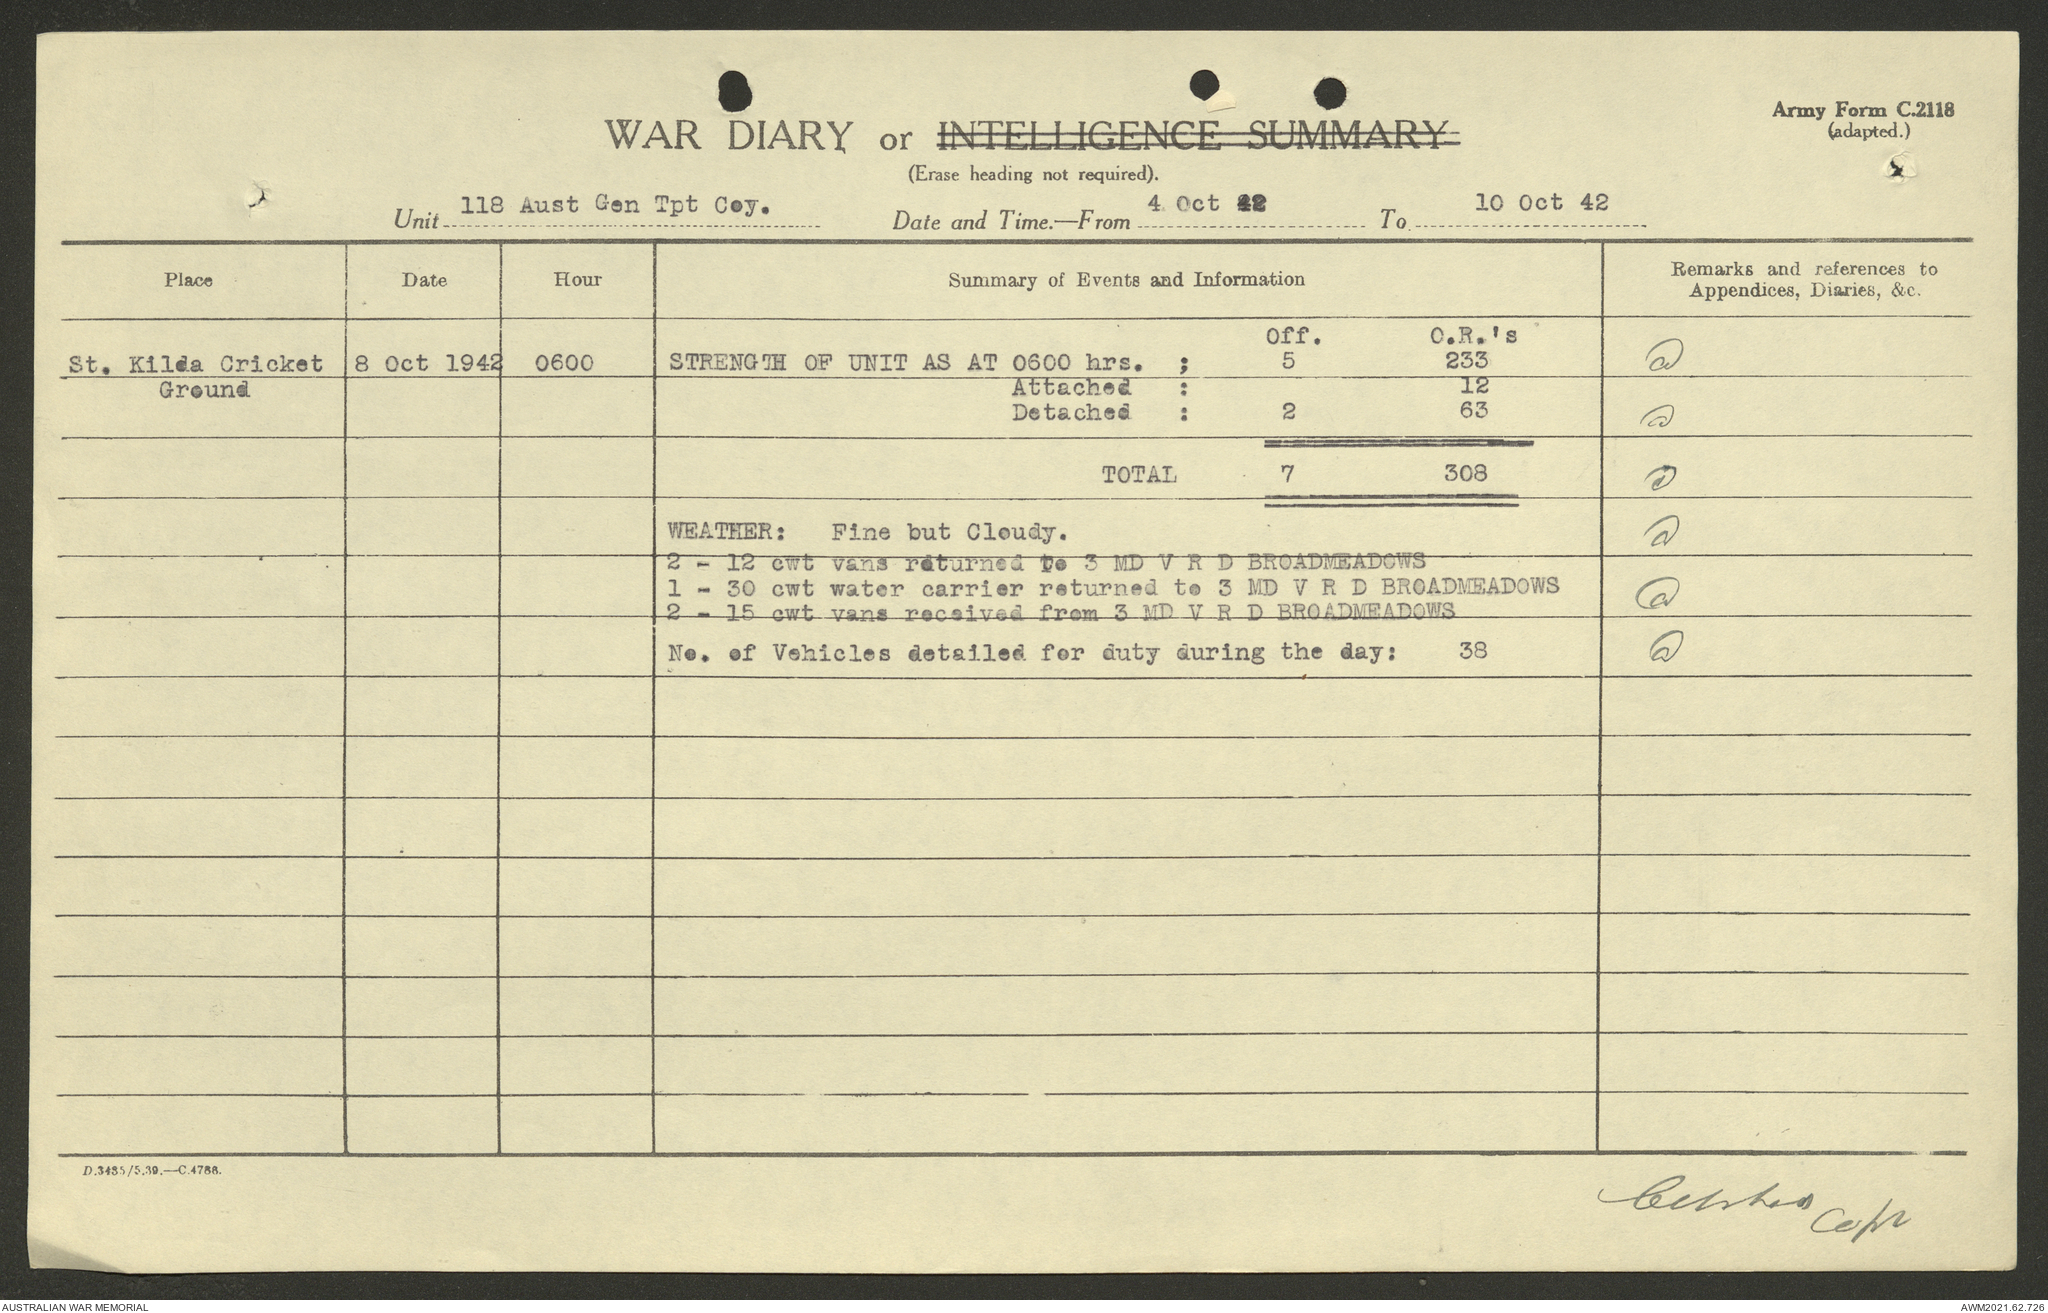 Army Form C.2118
(adapted.)
WAR DIARY or INTELLIGENCE SUMMARY
(Erase heading not required).
Unit 118 Aust Gen Tpt Coy. Date and Time.—From 4 Oct 42 To 10 Oct 42
Place Date Hour Summary of Events and Information Remarks and references to
Appendices, Diaries, &c.
Off. O.R.'s
St. Kilda Cricket 8 Oct 1942 0600 STRENGTH OF UNIT AS AT 0600 hrs. ; 5 233
Ground Attached : 12
Detached : 2 63
TOTAL 7 308
WEATHER: Fine but Cloudy.
2 - 12 cwt vans returned to 3 MD V R D BROADMEADOWS
1 - 30 cwt water carrier returned to 3 MD V R D BROADMEADOWS
2 - 15 cwt vans received from 3 MD V R D BROADMEADOWS
No. of Vehicles detailed for duty during the day: 38
D.3485/5.39.—C.4786.
Capt
AUSTRALIAN WAR MEMORIAL AWM2021.62.726